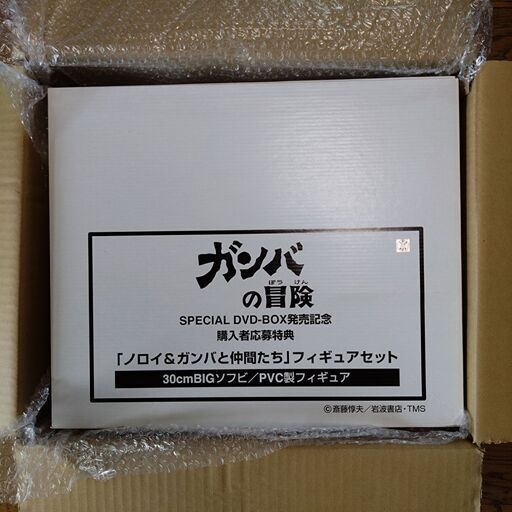 ガンバ
の冒険
ぼう けん
SPECIAL DVD-BOX発売記念
購入者応募特典
「ノロイ&ガンバと仲間たち」フィギュアセット
30cmBIGソフビ/PVC製フィギュア
©斎藤惇夫/岩波書店・TMS